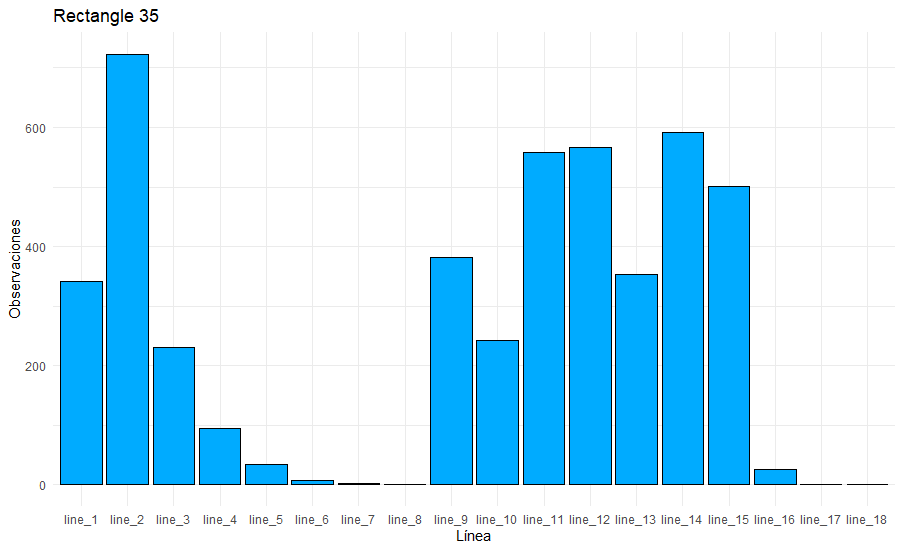 Rectangle 35
Observaciones
600
400
200
0
line_1 line_2 line_3 line_4 line_5 line_6 line_7 line_8 line_9 line_10 line_11 line_12 line_13 line_14 line_15 line_16 line_17 line_18
Línea